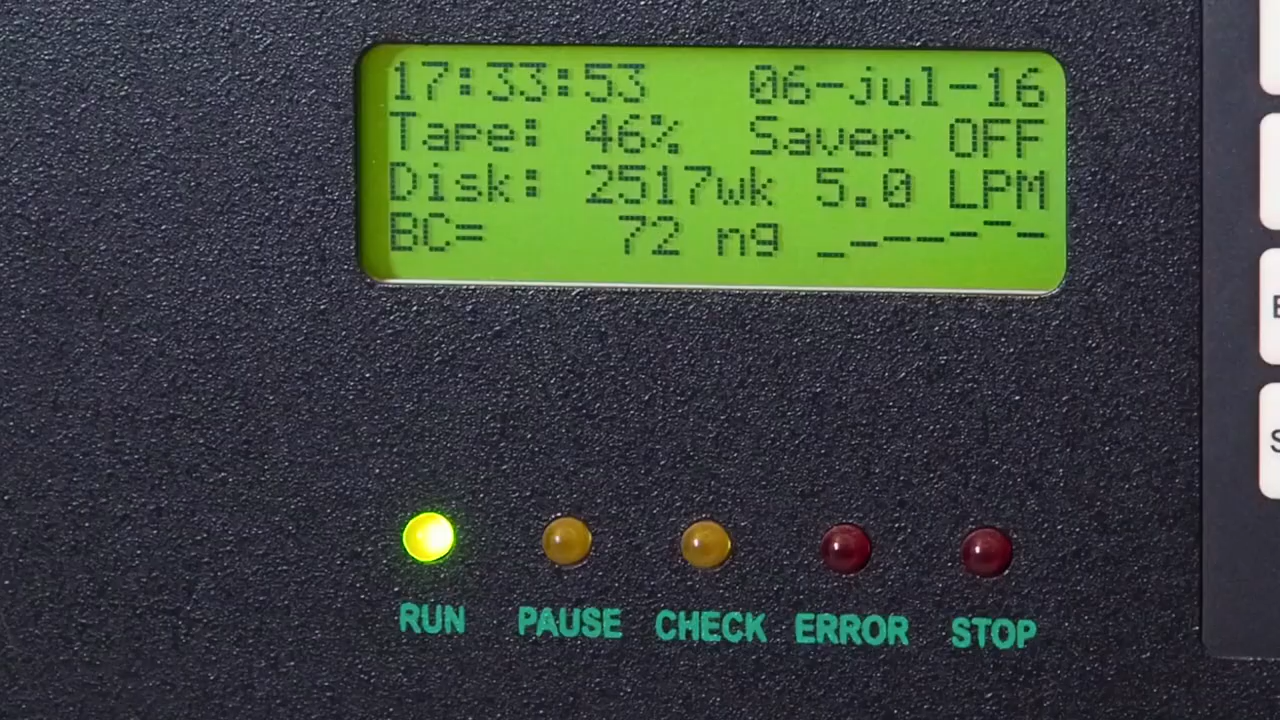 17:33:53 06-jul-16
Tape: 46% Saver OFF
Disk: 2517wk 5.0 LPM
BC= 72 ng
RUN PAUSE CHECK ERROR STOP